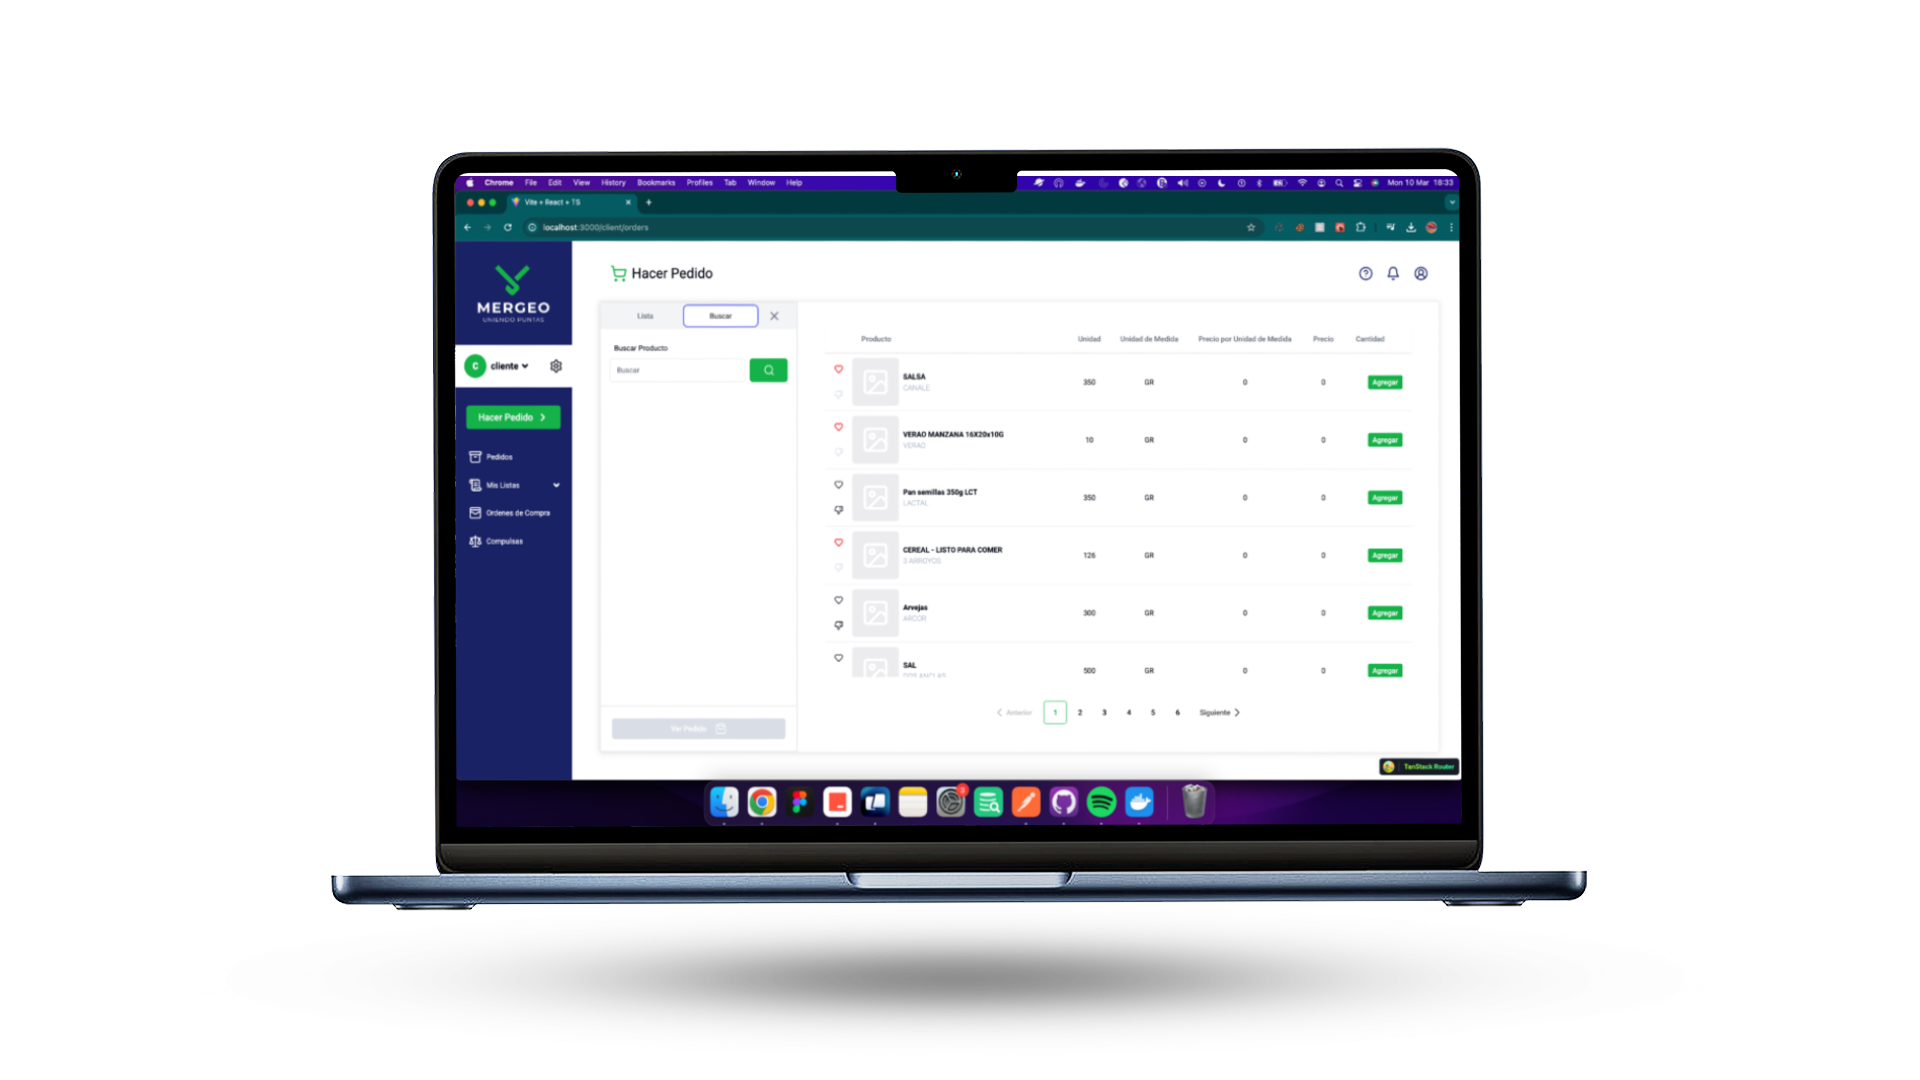 Chrome File Edit View History Bookmarks Profiles Tab Window Help Mon 10 Mar 18:33
Vite + React + TS
localhost:3000/client/orders
MERGEO
UNIENDO PUNTAS
C cliente
Hacer Pedido
Pedidos
Mis Listas
Ordenes de Compra
Compulsas
Hacer Pedido
Lista Buscar
Buscar Producto
Buscar
Ver Pedido
Producto Unidad Unidad de Medida Precio por Unidad de Medida Precio Cantidad
SALSA
CANALE
350 GR 0 0 Agregar
VERAO MANZANA 16X20x10G
VERAO
10 GR 0 0 Agregar
Pan semillas 350g LCT
LACTAL
350 GR 0 0 Agregar
CEREAL - LISTO PARA COMER
3 ARROYOS
126 GR 0 0 Agregar
Arvejas
ARCOR
300 GR 0 0 Agregar
SAL
DOS ANCLAS
500 GR 0 0 Agregar
Anterior 1 2 3 4 5 6 Siguiente
TanStack Router